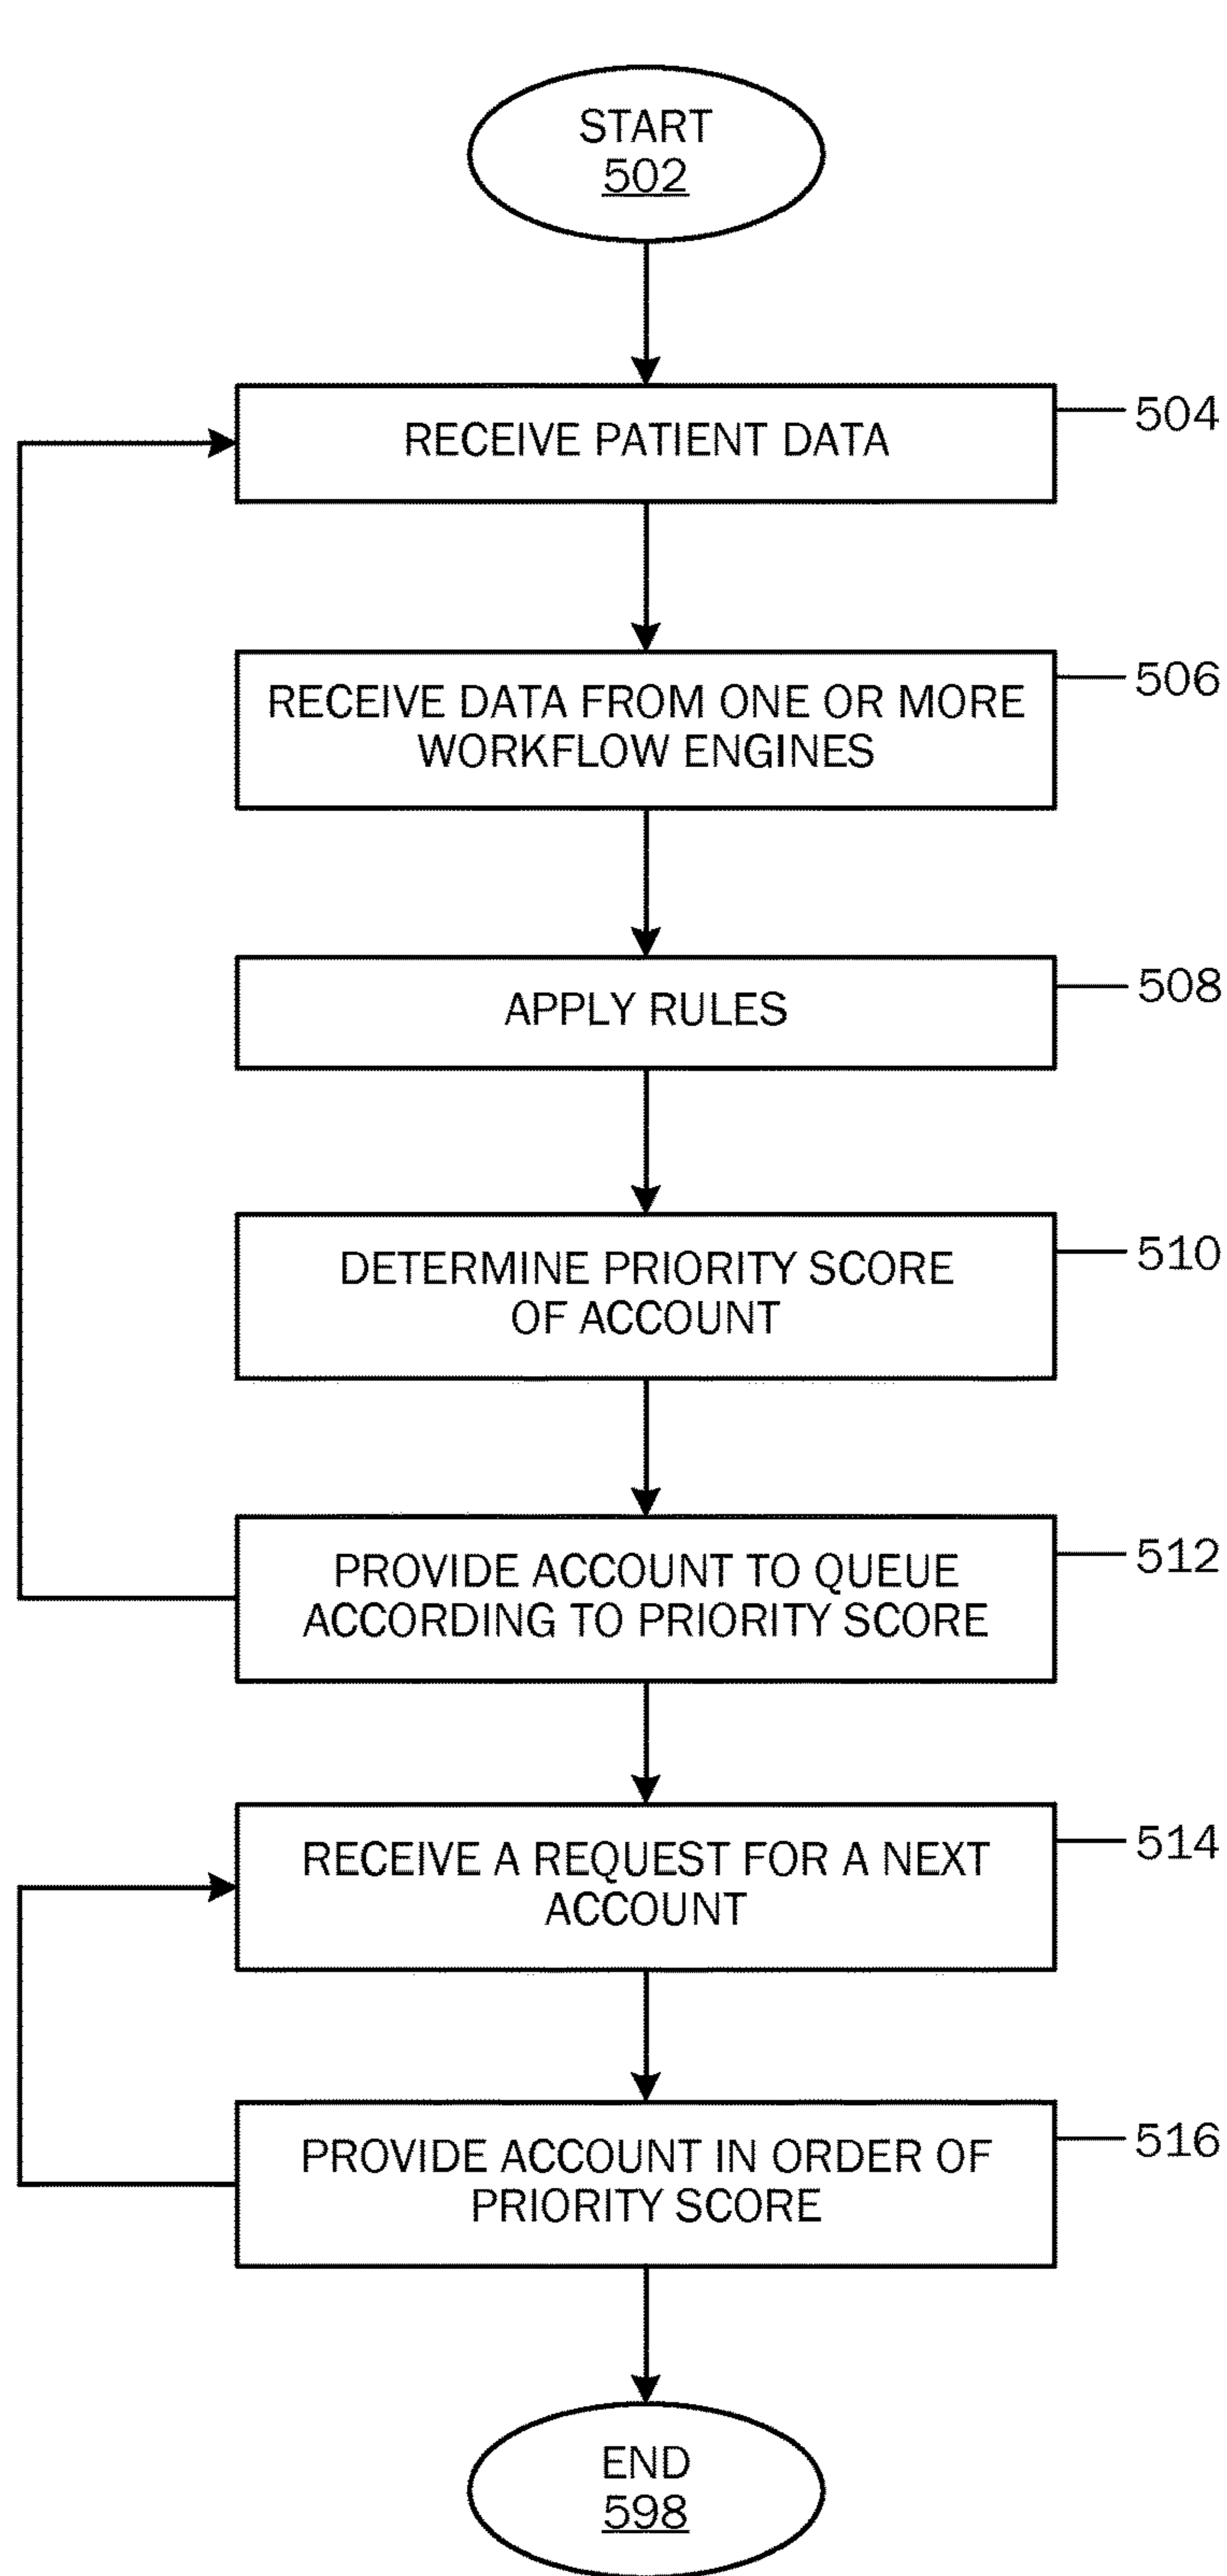 START
502
RECEIVE PATIENT DATA
504
RECEIVE DATA FROM ONE OR MORE
WORKFLOW ENGINES
506
APPLY RULES
508
DETERMINE PRIORITY SCORE
OF ACCOUNT
510
PROVIDE ACCOUNT TO QUEUE
ACCORDING TO PRIORITY SCORE
512
RECEIVE A REQUEST FOR A NEXT
ACCOUNT
514
PROVIDE ACCOUNT IN ORDER OF
PRIORITY SCORE
516
END
598